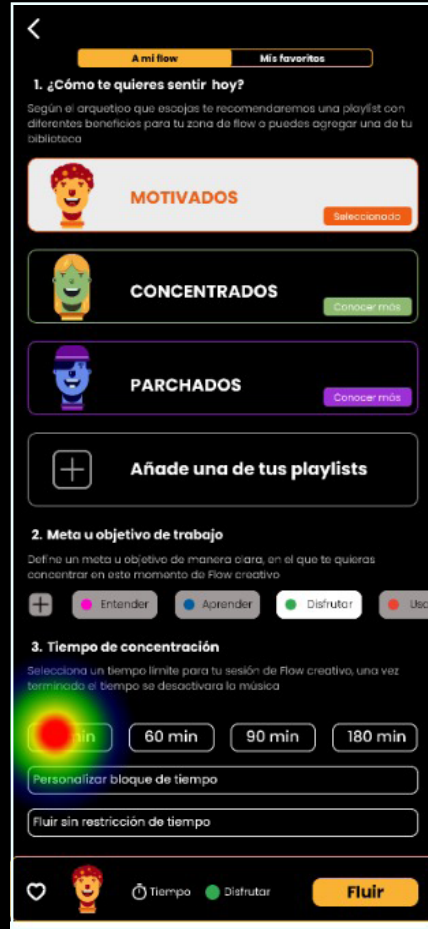 A mi flow
Mis favoritos
1. ¿Cómo te quieres sentir hoy?
Según el arquetipo que escojas te recomendaremos una playlist con
diferentes beneficios para tu zona de flow o puedes agregar una de tu
biblioteca
MOTIVADOS
Seleccionado
CONCENTRADOS
Conocer más
PARCHADOS
Conocer más
Añade una de tus playlists
2. Meta u objetivo de trabajo
Define un meta u objetivo de manera clara, en el que te quieras
concentrar en este momento de Flow creativo
Entender
Aprender
Disfrutar
Usa
3. Tiempo de concentración
Selecciona un tiempo límite para tu sesión de Flow creativo, una vez
terminado el tiempo se desactivara la música
min
60 min
90 min
180 min
Personalizar bloque de tiempo
Fluir sin restricción de tiempo
Tiempo
Disfrutar
Fluir